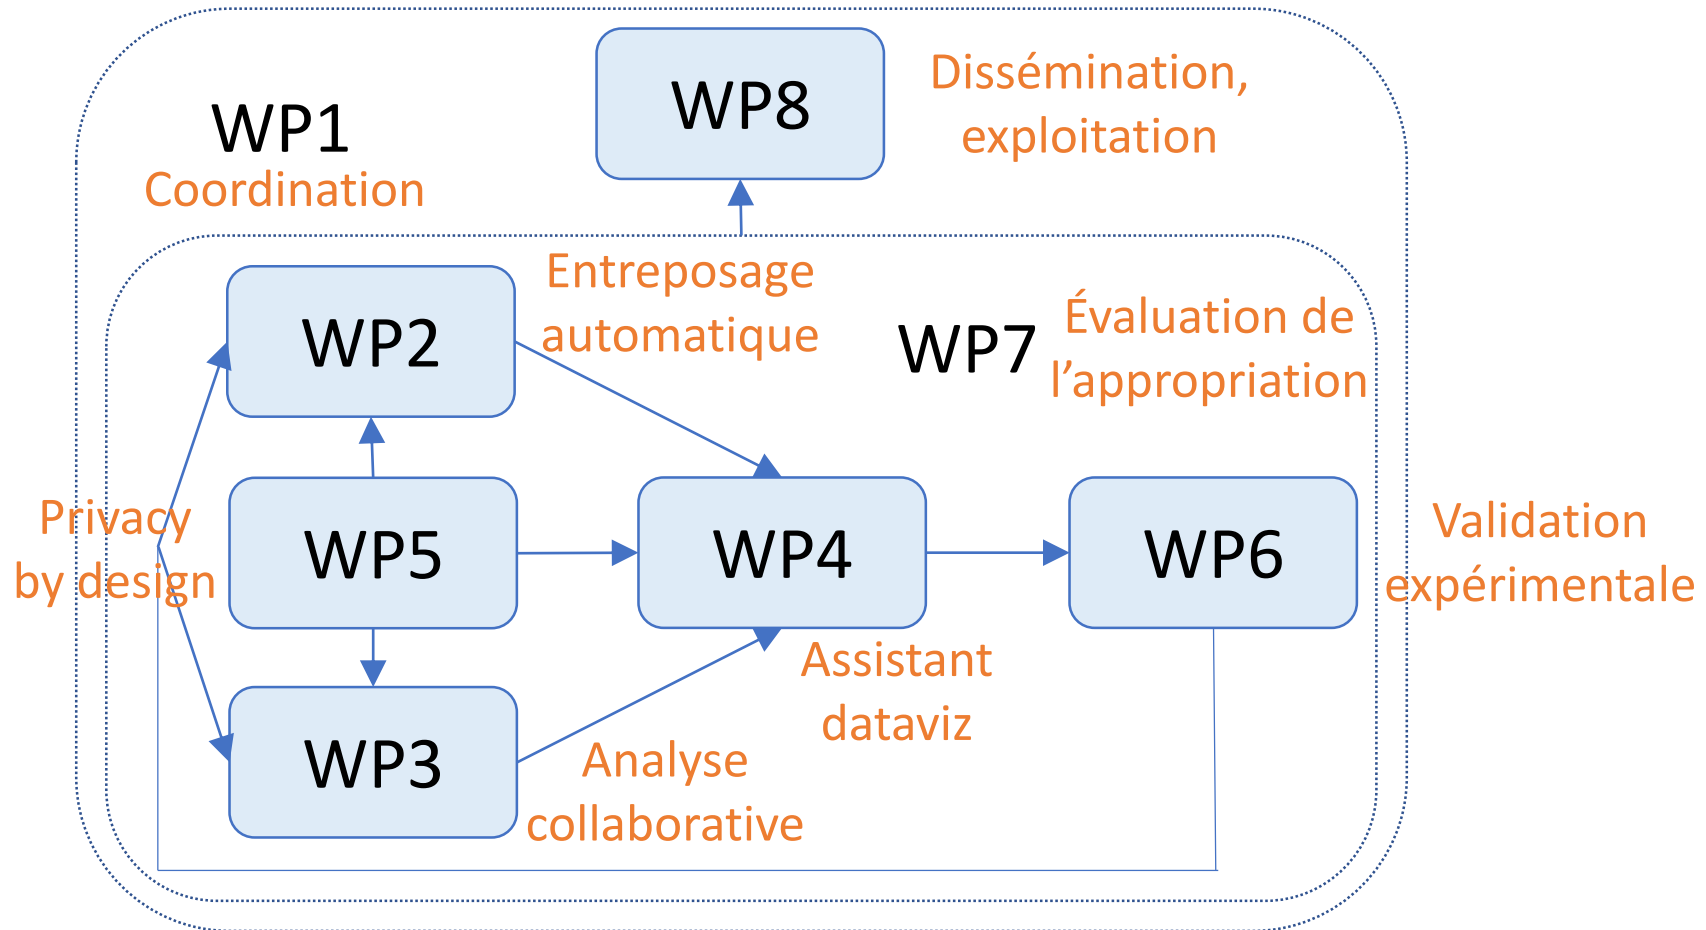 WP8
Dissémination,
exploitation
WP1
Coordination
WP2
Entreposage
automatique
WP7
Évaluation de
l’appropriation
Privacy
by design
WP5
WP4
WP6
Validation
expérimentale
Assistant
dataviz
WP3
Analyse
collaborative